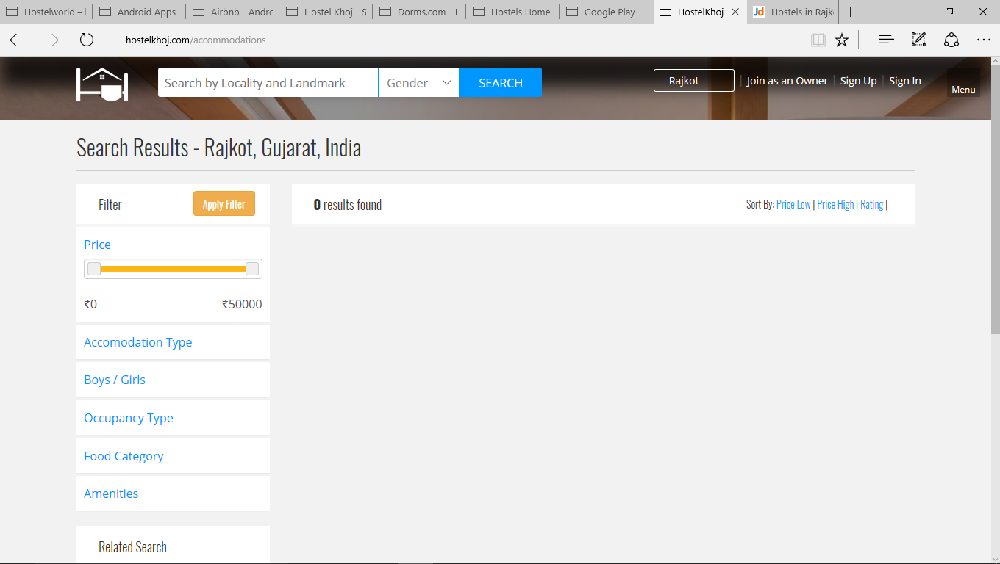 Hostelworld – Android Apps Airbnb - Andro Hostel Khoj - S Dorms.com - H Hostels Home Google Play HostelKhoj Jd Hostels in Rajk
hostelkhoj.com/accommodations
Search by Locality and Landmark Gender SEARCH Rajkot Join as an Owner Sign Up Sign In Menu
Search Results - Rajkot, Gujarat, India
Filter Apply Filter 0 results found Sort By: Price Low | Price High | Rating |
Price
₹0 ₹50000
Accomodation Type
Boys / Girls
Occupancy Type
Food Category
Amenities
Related Search